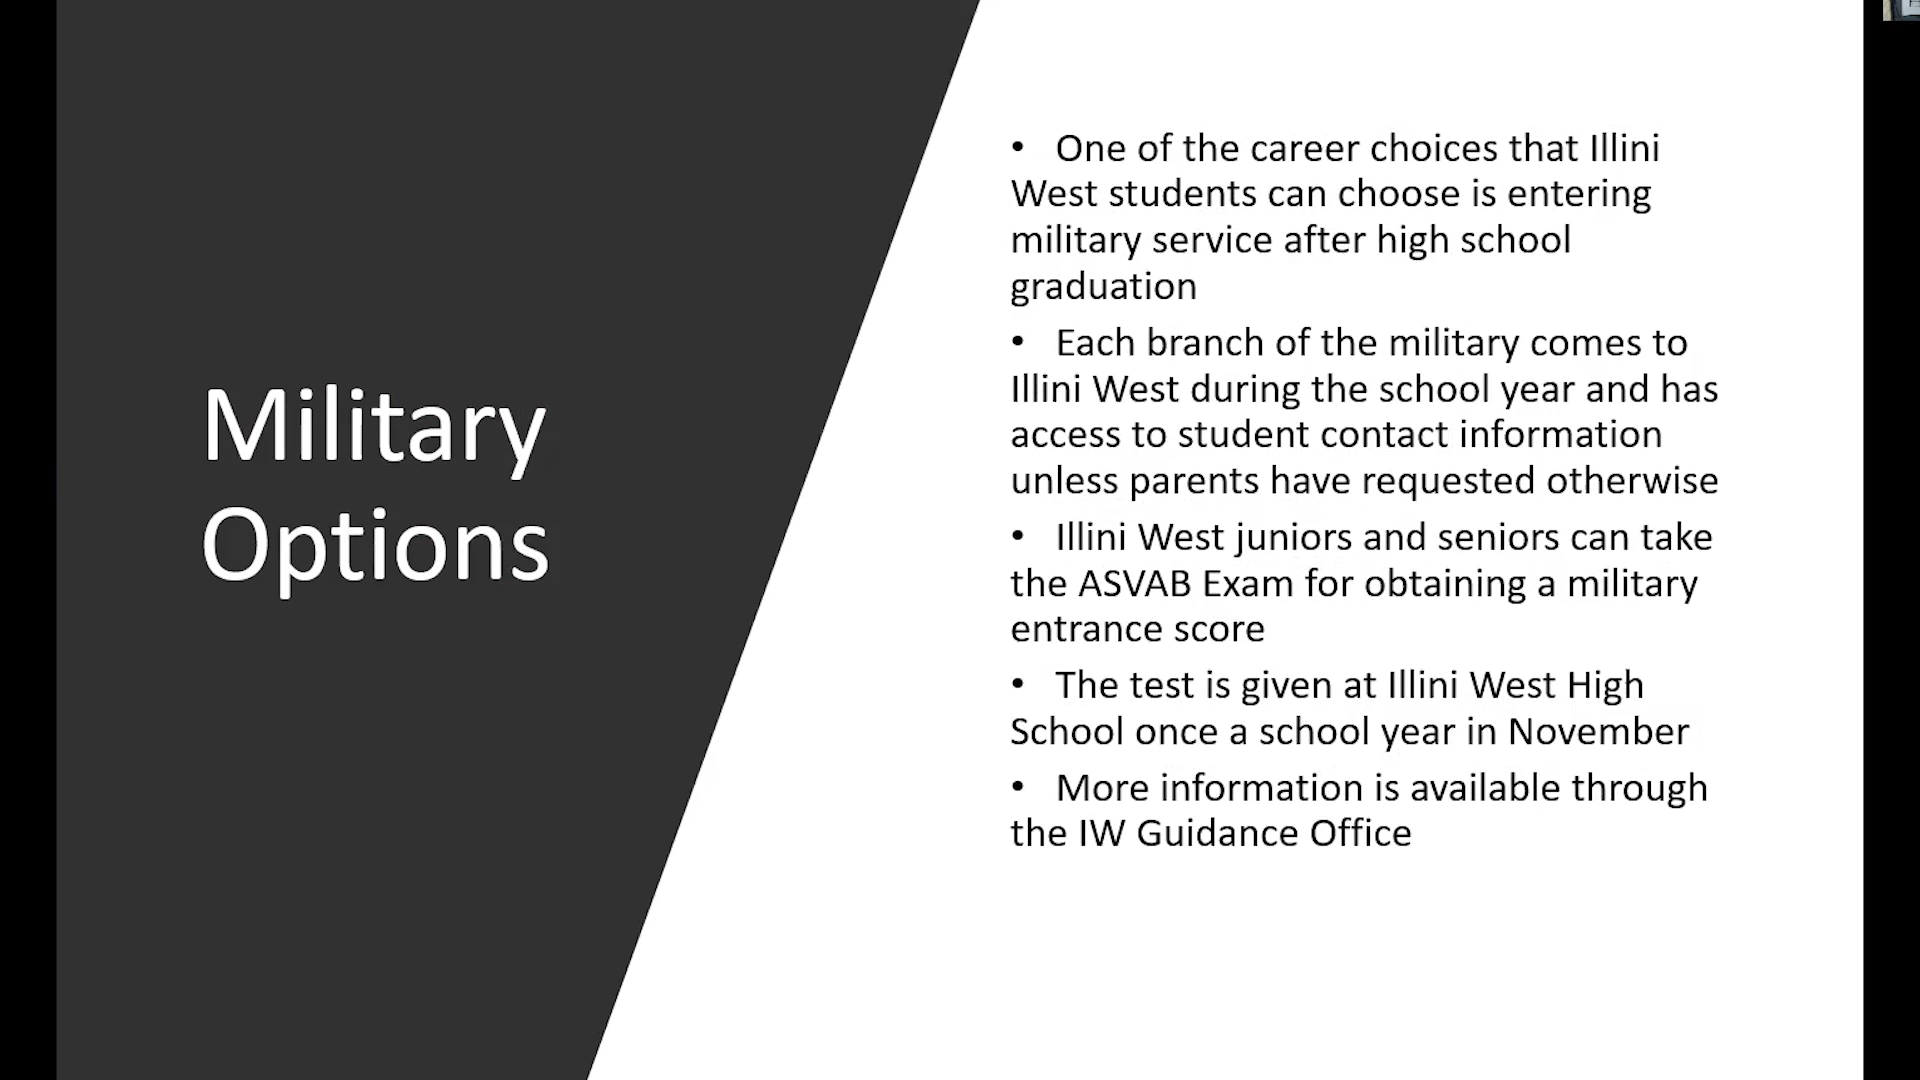 Military
Options
• One of the career choices that Illini
West students can choose is entering
military service after high school
graduation
• Each branch of the military comes to
Illini West during the school year and has
access to student contact information
unless parents have requested otherwise
• Illini West juniors and seniors can take
the ASVAB Exam for obtaining a military
entrance score
• The test is given at Illini West High
School once a school year in November
• More information is available through
the IW Guidance Office